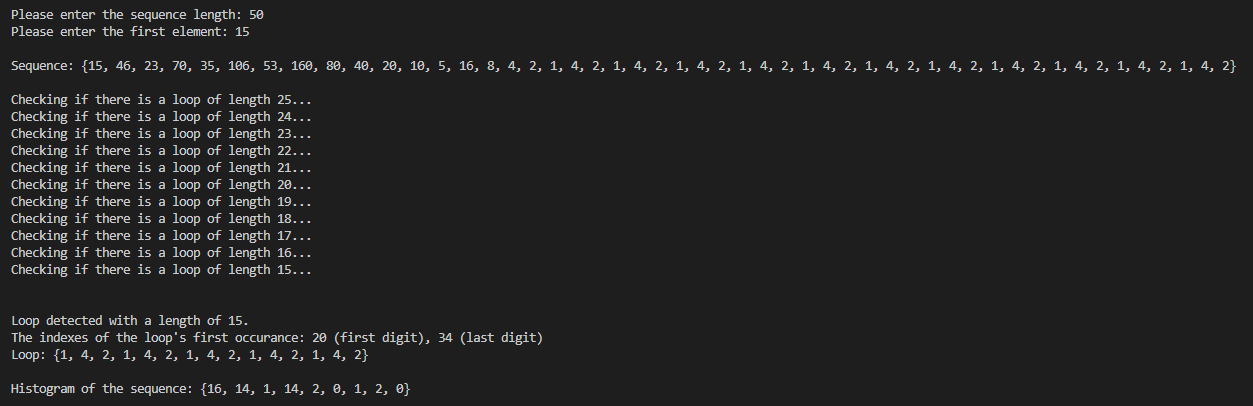 Please enter the sequence length: 50
Please enter the first element: 15
Sequence: {15, 46, 23, 70, 35, 106, 53, 160, 80, 40, 20, 10, 5, 16, 8, 4, 2, 1, 4, 2, 1, 4, 2, 1, 4, 2, 1, 4, 2, 1, 4, 2, 1, 4, 2, 1, 4, 2, 1, 4, 2, 1, 4, 2, 1, 4, 2, 1, 4, 2}
Checking if there is a loop of length 25...
Checking if there is a loop of length 24...
Checking if there is a loop of length 23...
Checking if there is a loop of length 22...
Checking if there is a loop of length 21...
Checking if there is a loop of length 20...
Checking if there is a loop of length 19...
Checking if there is a loop of length 18...
Checking if there is a loop of length 17...
Checking if there is a loop of length 16...
Checking if there is a loop of length 15...
Loop detected with a length of 15.
The indexes of the loop's first occurance: 20 (first digit), 34 (last digit)
Loop: {1, 4, 2, 1, 4, 2, 1, 4, 2, 1, 4, 2, 1, 4, 2}
Histogram of the sequence: {16, 14, 1, 14, 2, 0, 1, 2, 0}